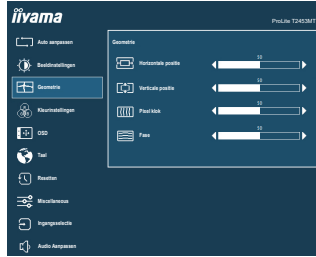 iiyama
ProLite T2453MT
Auto aanpassen
Beeldinstellingen
Geometrie
Kleurinstellingen
OSD
Taal
Resetten
Miscellaneous
Ingangsselectie
Audio Aanpassen
Geometrie
Horizontale positie
50
Verticale positie
50
Pixel klok
50
Fase
50